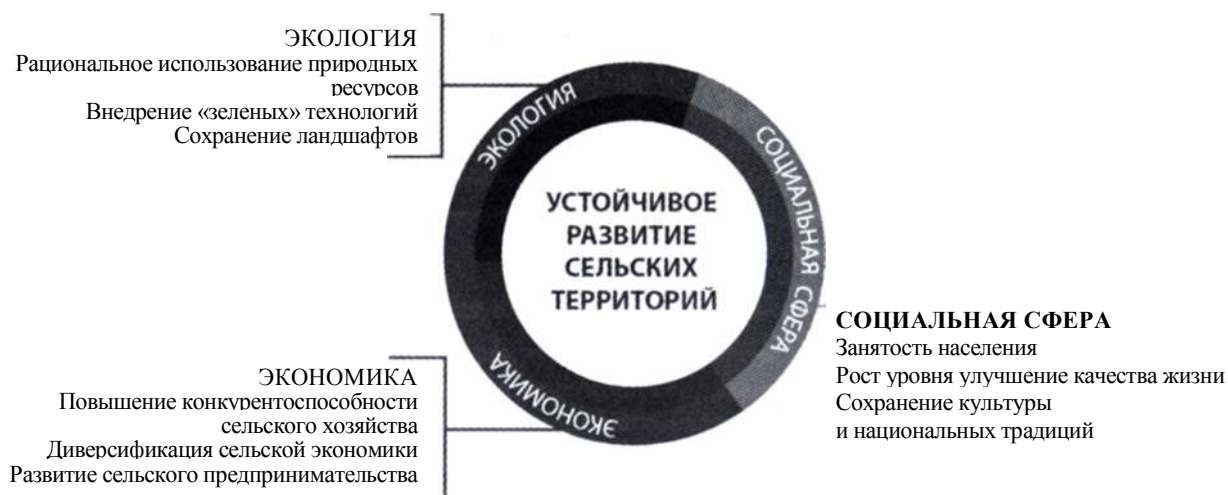 ЭКОЛОГИЯ
Рациональное использование природных
ресурсов
Внедрение «зеленых» технологий
Сохранение ландшафтов
ЭКОЛОГИЯ
СОЦИАЛЬНАЯ СФЕРА
ЭКОНОМИКА
УСТОЙЧИВОЕ
РАЗВИТИЕ
СЕЛЬСКИХ
ТЕРРИТОРИЙ
СОЦИАЛЬНАЯ СФЕРА
Занятость населения
Рост уровня улучшение качества жизни
Сохранение культуры
и национальных традиций
ЭКОНОМИКА
Повышение конкурентоспособности
сельского хозяйства
Диверсификация сельской экономики
Развитие сельского предпринимательства